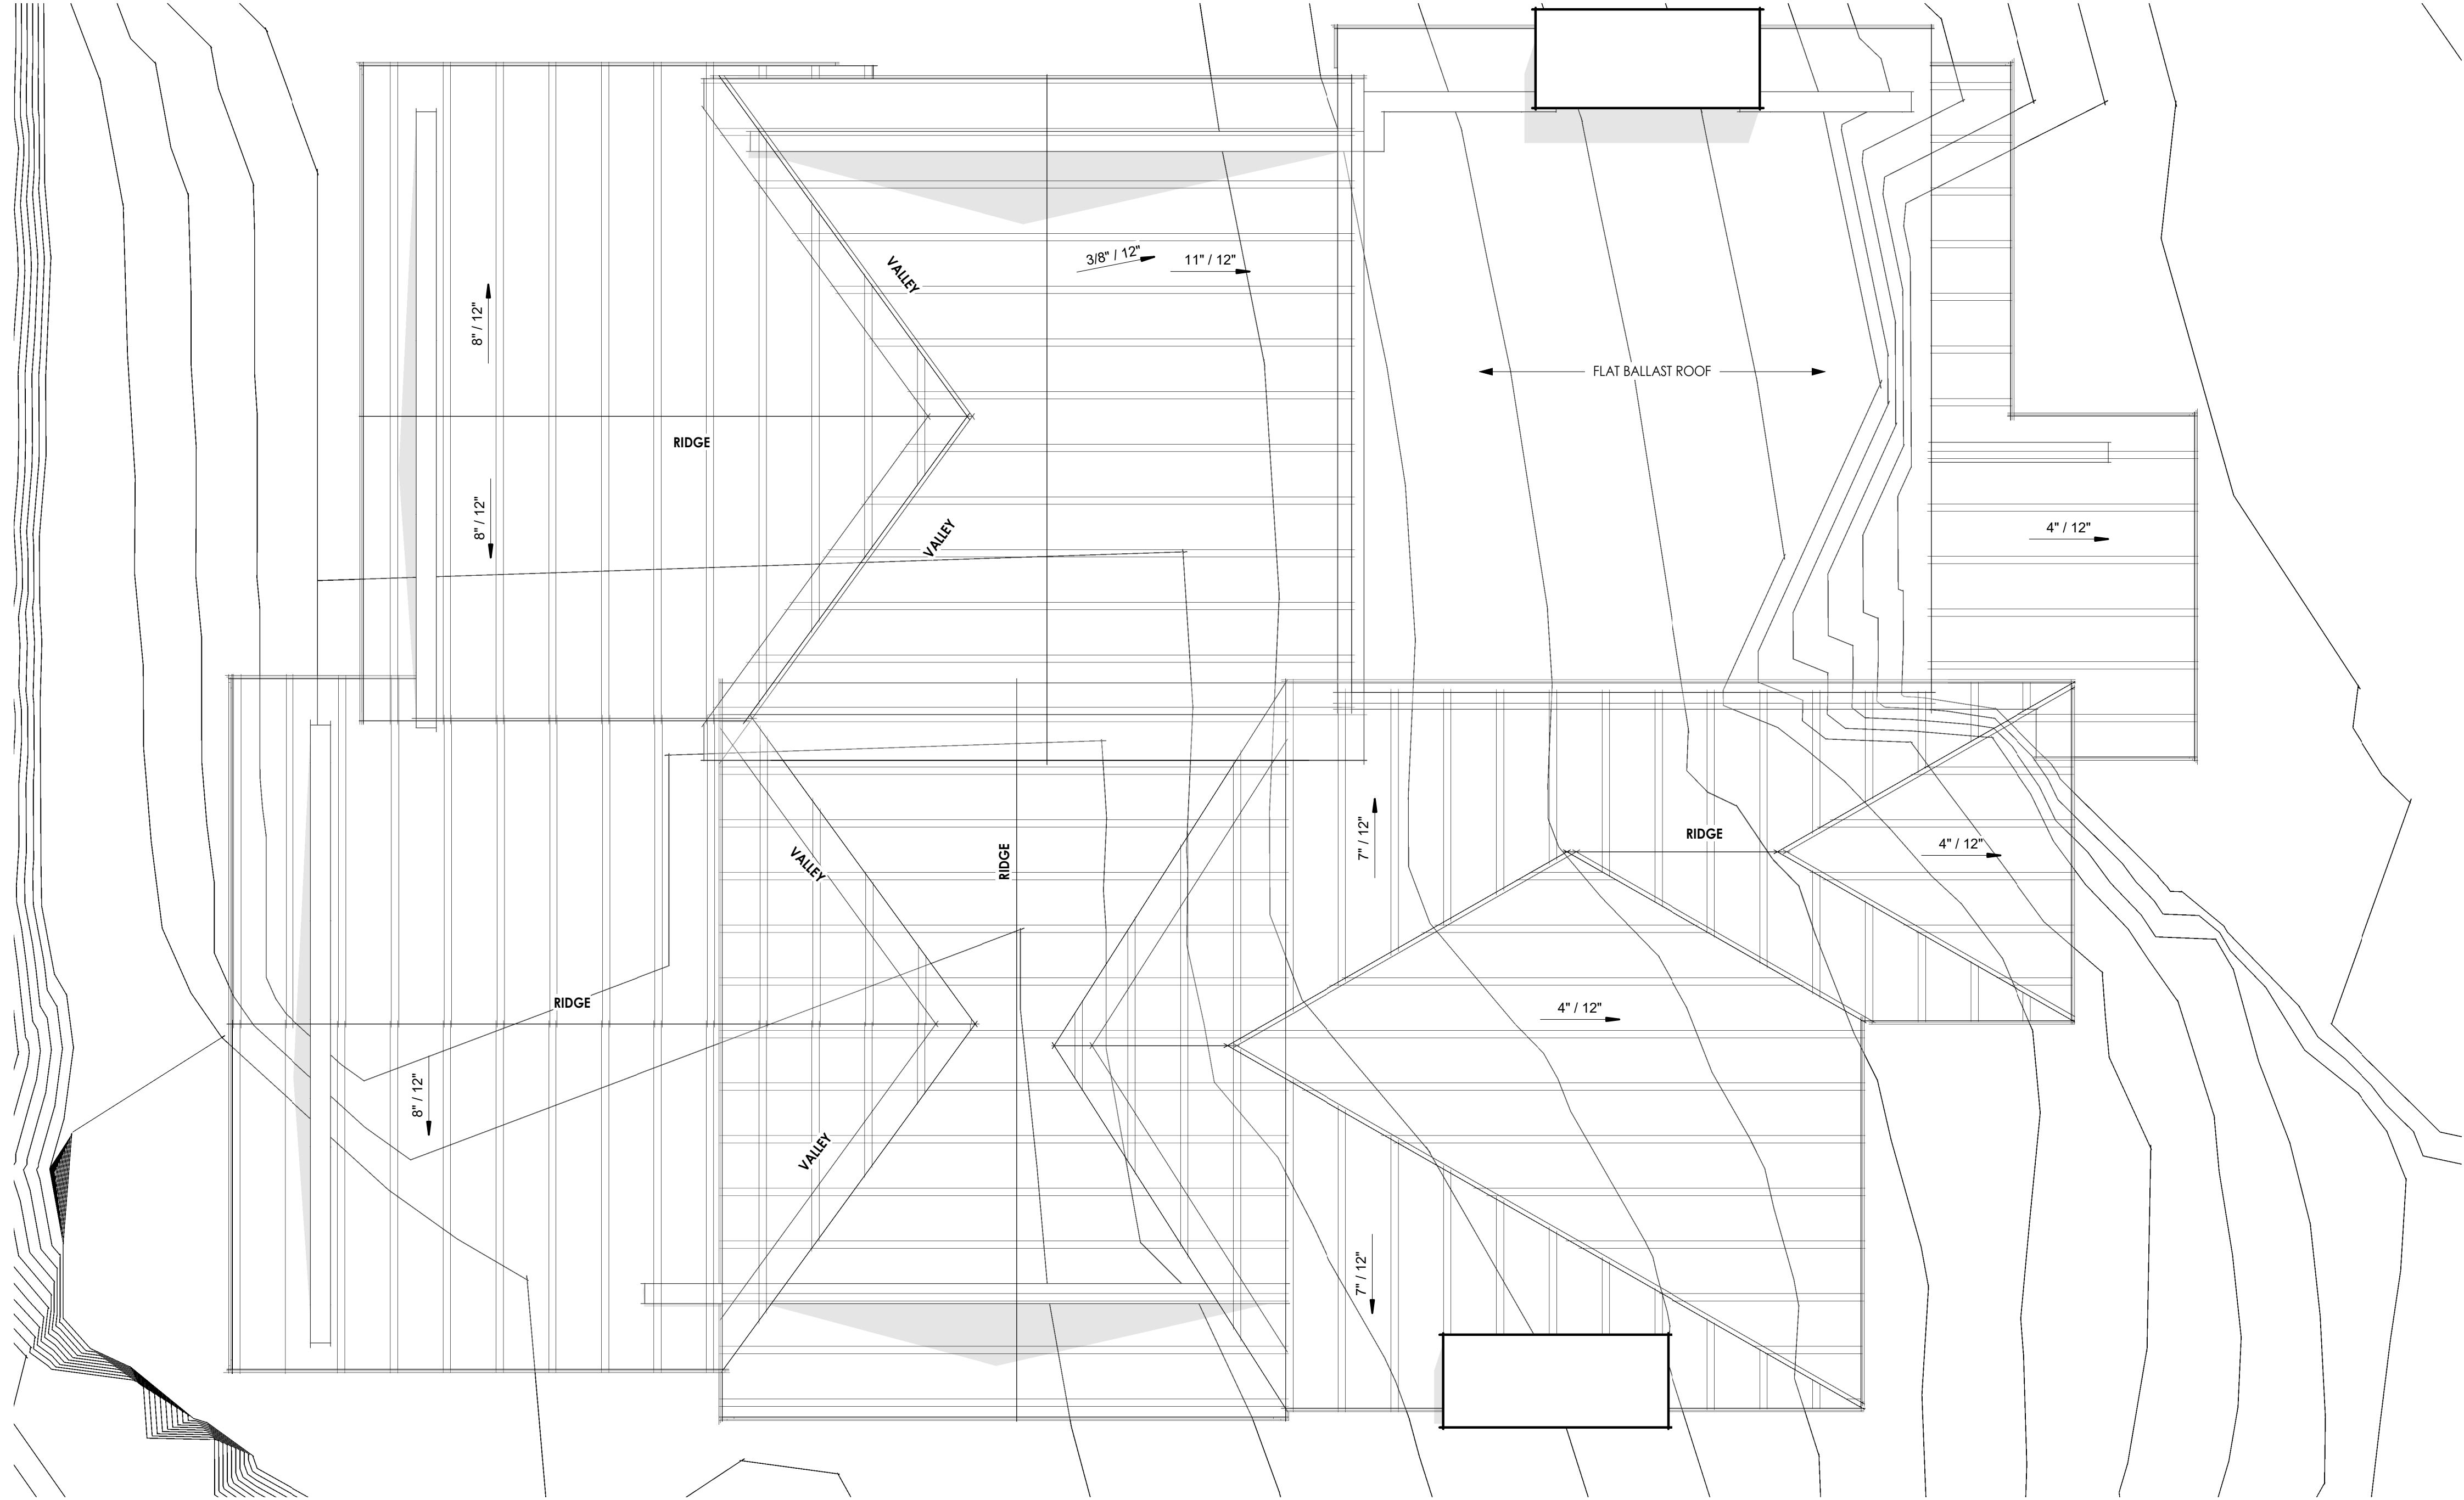 3/8" / 12"
11" / 12"
VALLEY
8" / 12"
FLAT BALLAST ROOF
RIDGE
8" / 12"
VALLEY
4" / 12"
7" / 12"
RIDGE
RIDGE
4" / 12"
VALLEY
RIDGE
4" / 12"
8" / 12"
VALLEY
7" / 12"